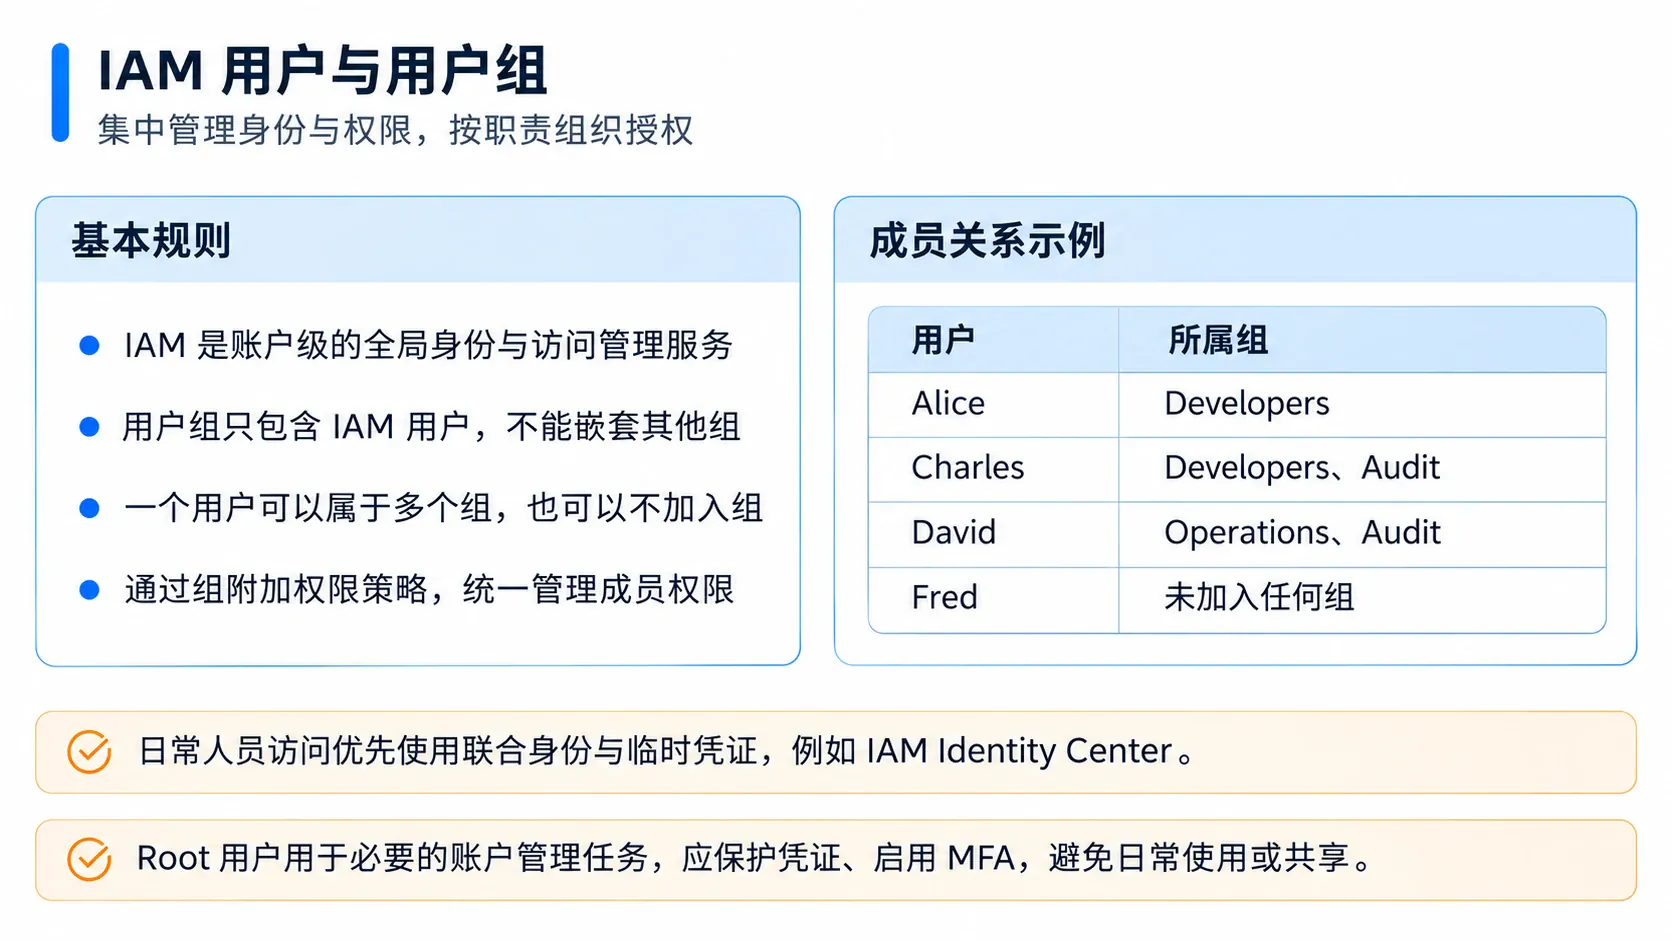 IAM 用户与用户组
集中管理身份与权限，按职责组织授权
基本规则
IAM 是账户级的全局身份与访问管理服务
用户组只包含 IAM 用户，不能嵌套其他组
一个用户可以属于多个组，也可以不加入组
通过组附加权限策略，统一管理成员权限
成员关系示例
用户 所属组
Alice Developers
Charles Developers、Audit
David Operations、Audit
Fred 未加入任何组
日常人员访问优先使用联合身份与临时凭证，例如 IAM Identity Center。
Root 用户用于必要的账户管理任务，应保护凭证、启用 MFA，避免日常使用或共享。